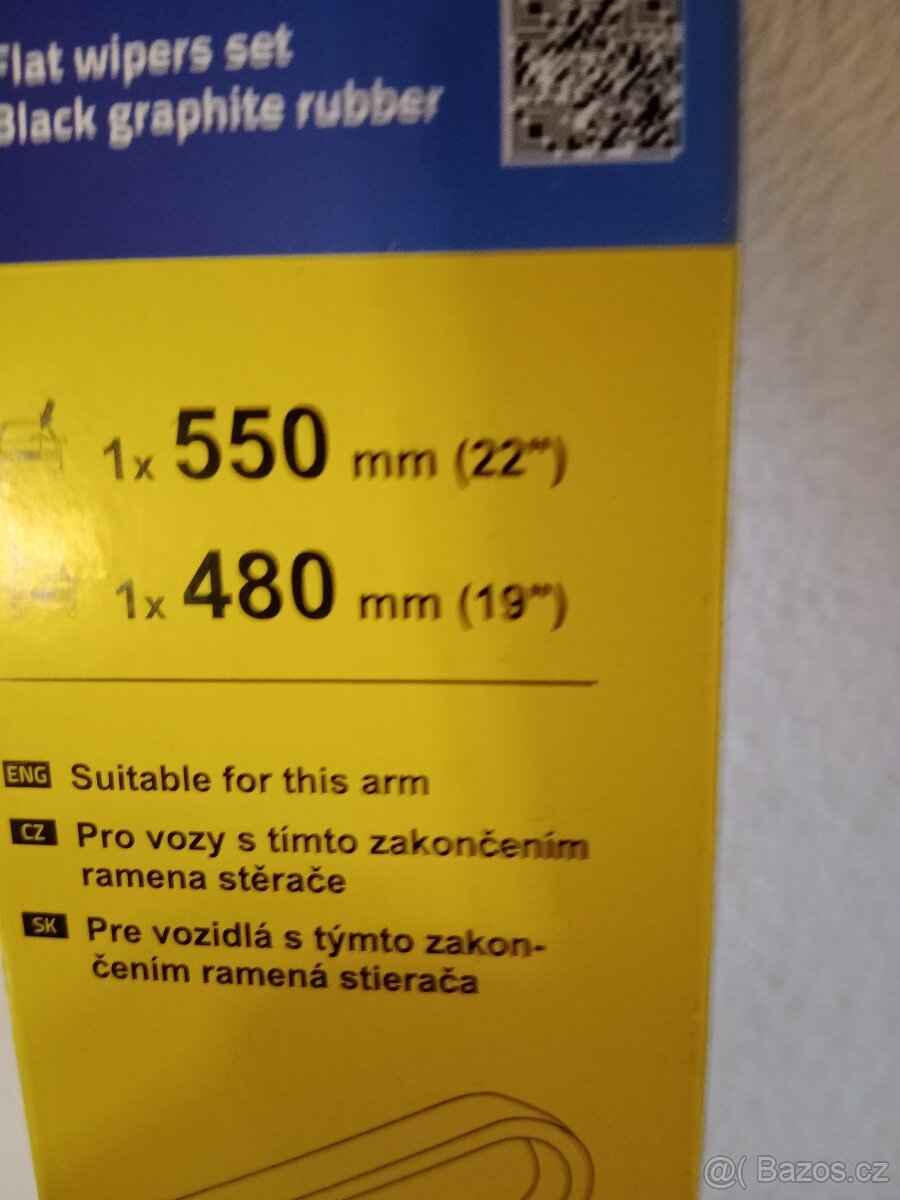 Flat wipers set
Black graphite rubber
1x 550 mm (22"")
1x 480 mm (19"")
ENG Suitable for this arm
CZ Pro vozy s tímto zakončením
ramena stěrače
SK Pre vozidlá s týmto zakon-
čením ramená stierača
@( Bazos.cz